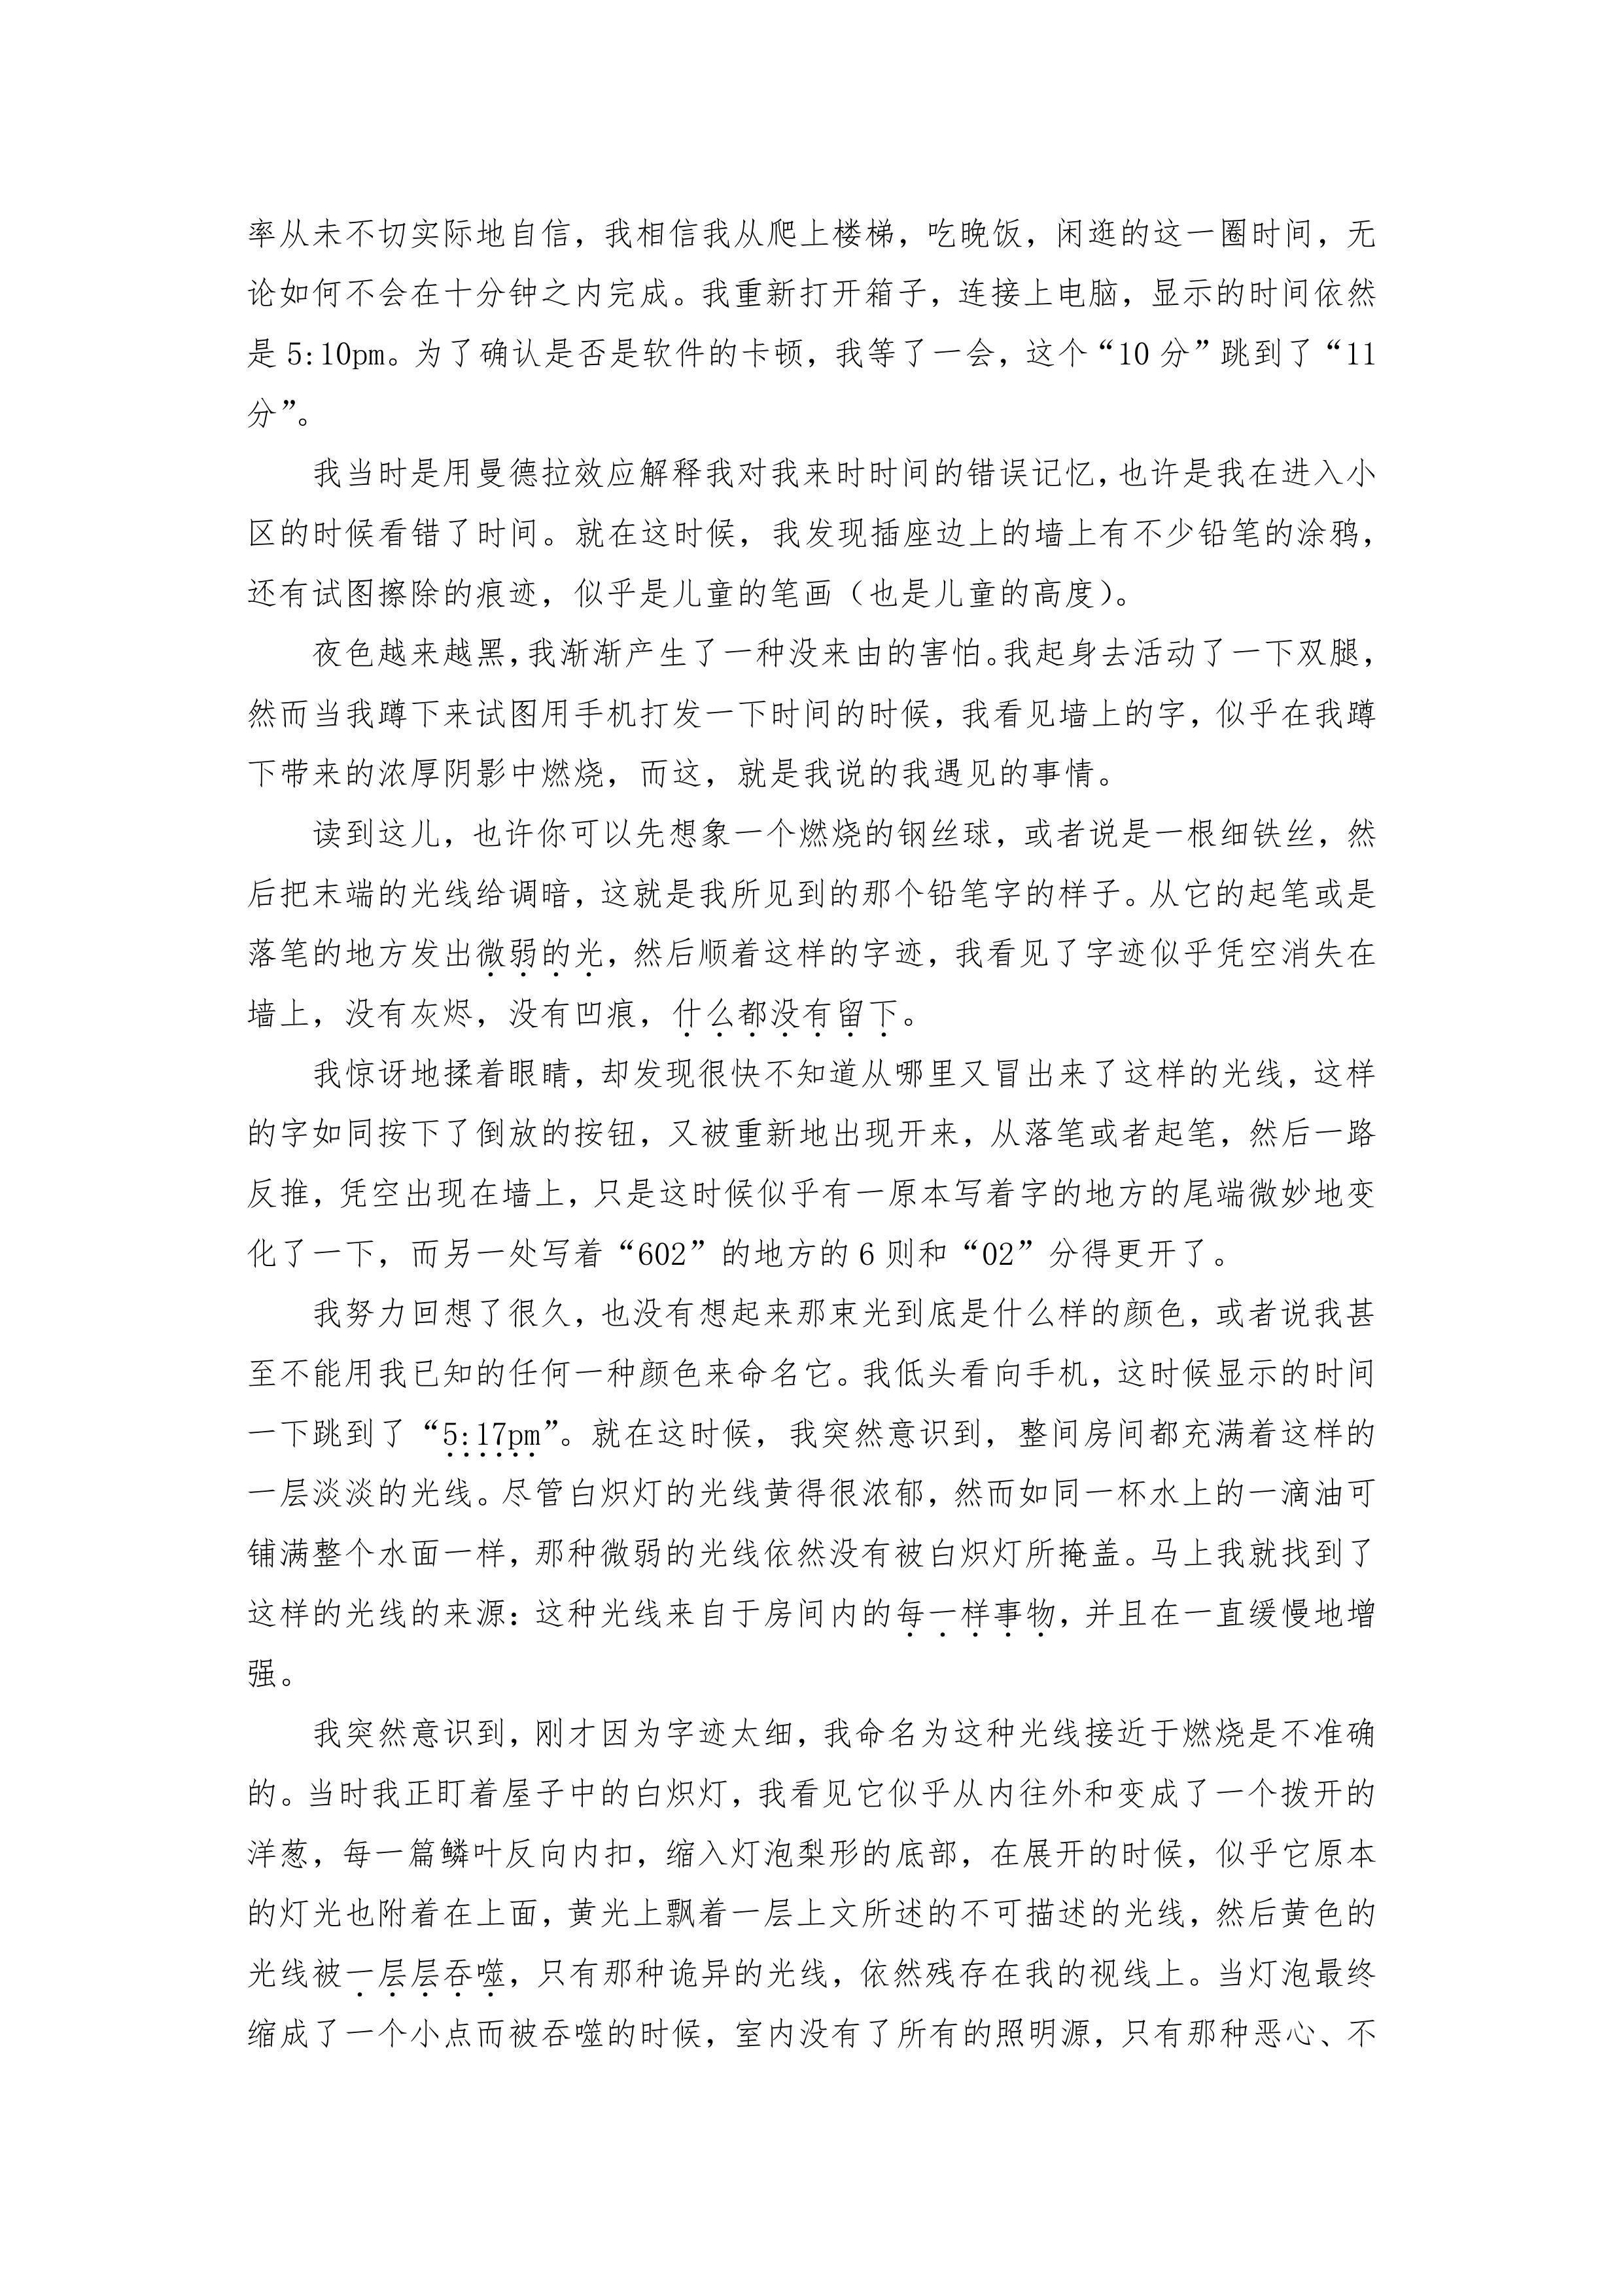 率从未不切实际地自信，我相信我从爬上楼梯，吃晚饭，闲逛的这一圈时间，无
论如何不会在十分钟之内完成。我重新打开箱子，连接上电脑，显示的时间依然
是 5:10pm。为了确认是否是软件的卡顿，我等了一会，这个“10 分”跳到了“11
分”。
我当时是用曼德拉效应解释我对我来时时间的错误记忆，也许是我在进入小
区的时候看错了时间。就在这时候，我发现插座边上的墙上有不少铅笔的涂鸦，
还有试图擦除的痕迹，似乎是儿童的笔画（也是儿童的高度）。
夜色越来越黑，我渐渐产生了一种没来由的害怕。我起身去活动了一下双腿，
然而当我蹲下来试图用手机打发一下时间的时候，我看见墙上的字，似乎在我蹲
下带来的浓厚阴影中燃烧，而这，就是我说的我遇见的事情。
读到这儿，也许你可以先想象一个燃烧的钢丝球，或者说是一根细铁丝，然
后把末端的光线给调暗，这就是我所见到的那个铅笔字的样子。从它的起笔或是
落笔的地方发出微弱的光，然后顺着这样的字迹，我看见了字迹似乎凭空消失在
墙上，没有灰烬，没有凹痕，什么都没有留下。
我惊讶地揉着眼睛，却发现很快不知道从哪里又冒出来了这样的光线，这样
的字如同按下了倒放的按钮，又被重新地出现开来，从落笔或者起笔，然后一路
反推，凭空出现在墙上，只是这时候似乎有一原本写着字的地方的尾端微妙地变
化了一下，而另一处写着“602”的地方的 6 则和“02”分得更开了。
我努力回想了很久，也没有想起来那束光到底是什么样的颜色，或者说我甚
至不能用我已知的任何一种颜色来命名它。我低头看向手机，这时候显示的时间
一下跳到了“5:17pm”。就在这时候，我突然意识到，整间房间都充满着这样的
一层淡淡的光线。尽管白炽灯的光线黄得很浓郁，然而如同一杯水上的一滴油可
铺满整个水面一样，那种微弱的光线依然没有被白炽灯所掩盖。马上我就找到了
这样的光线的来源：这种光线来自于房间内的每一样事物，并且在一直缓慢地增
强。
我突然意识到，刚才因为字迹太细，我命名为这种光线接近于燃烧是不准确
的。当时我正盯着屋子中的白炽灯，我看见它似乎从内往外和变成了一个拨开的
洋葱，每一篇鳞叶反向内扣，缩入灯泡梨形的底部，在展开的时候，似乎它原本
的灯光也附着在上面，黄光上飘着一层上文所述的不可描述的光线，然后黄色的
光线被一层层吞噬，只有那种诡异的光线，依然残存在我的视线上。当灯泡最终
缩成了一个小点而被吞噬的时候，室内没有了所有的照明源，只有那种恶心、不